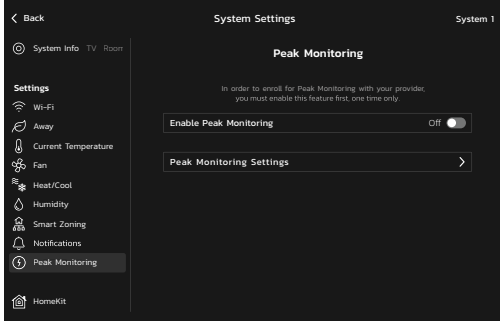 Back
System Settings
System 1
System Info TV Room
Peak Monitoring
In order to enroll for Peak Monitoring with your provider,
you must enable this feature first, one time only.
Settings
Wi-Fi
Away
Current Temperature
Fan
Heat/Cool
Humidity
Smart Zoning
Notifications
Peak Monitoring
HomeKit
Enable Peak Monitoring
Off
Peak Monitoring Settings